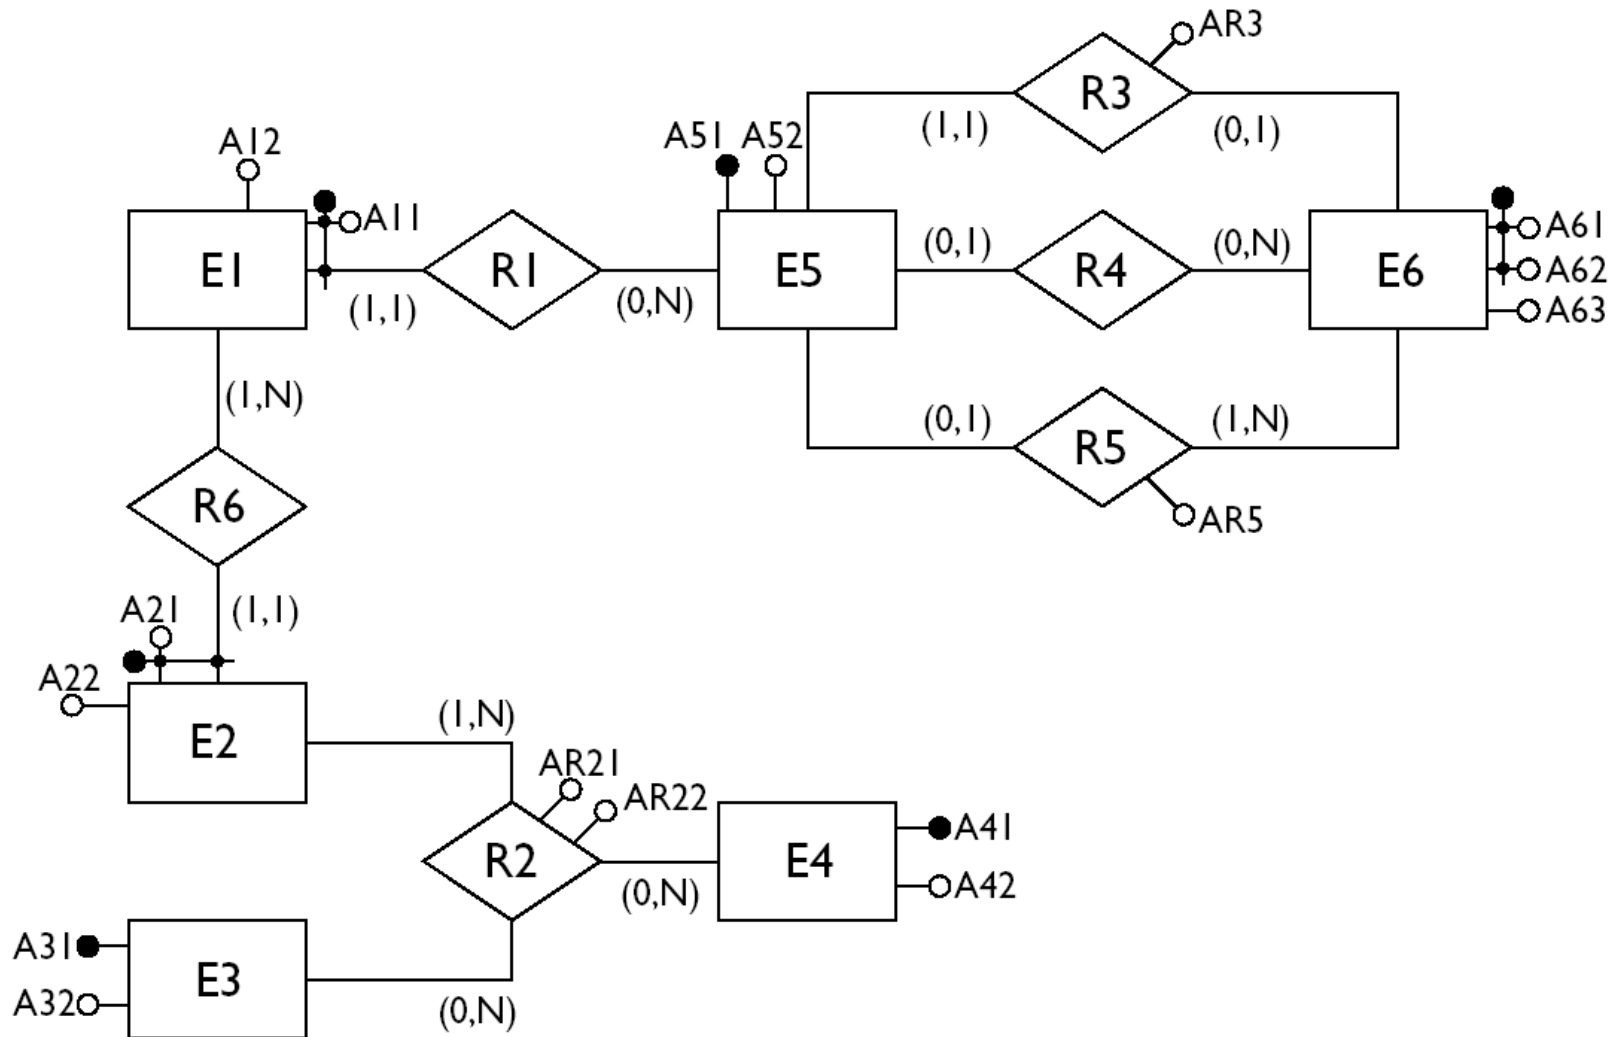 AR3
R3
(1,1)
(0,1)
A12
A51
A52
A11
E1
R1
E5
(0,1)
R4
(0,N)
E6
A61
A62
A63
(1,1)
(0,N)
(1,N)
(0,1)
R5
(1,N)
AR5
R6
A21
(1,1)
A22
E2
(1,N)
AR21
AR22
R2
E4
A41
A42
(0,N)
A31
A32
E3
(0,N)